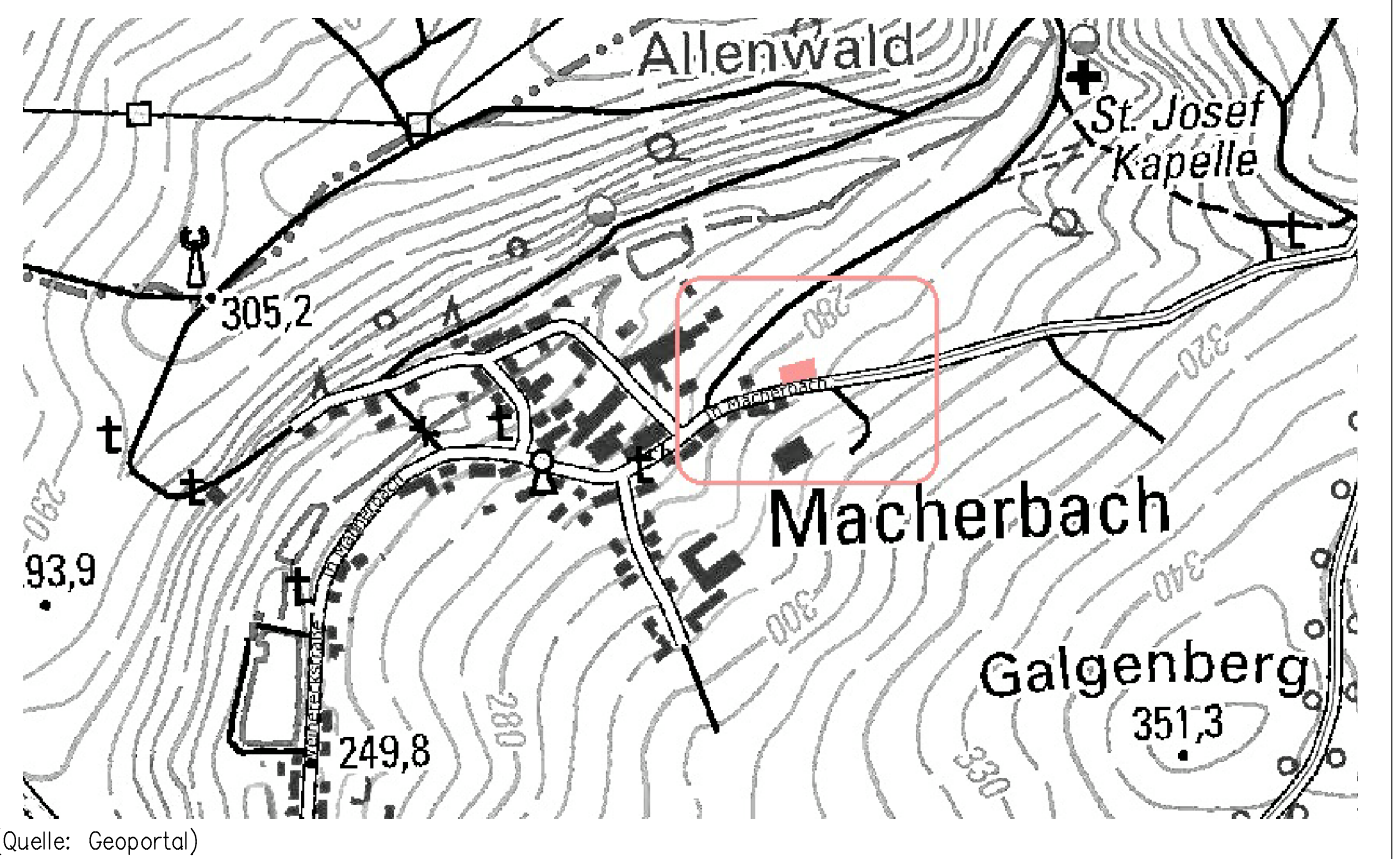 Allenwald
St. Josef
Kapelle
305,2
280
320
290
Macherbach
93,9
340
300
Galgenberg
351,3
280
249,8
330
(Quelle: Geoportal)